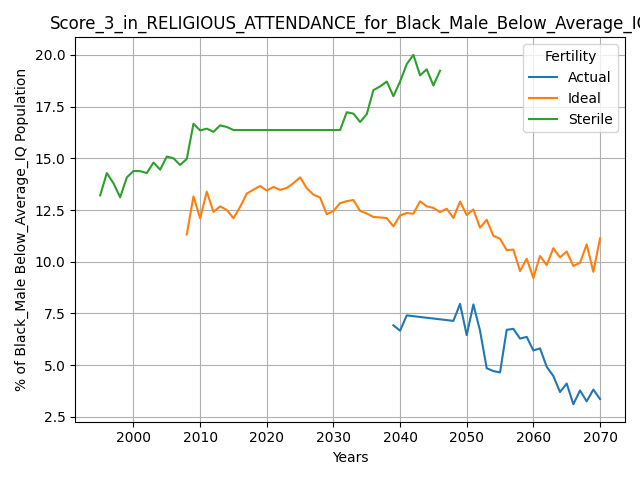 Score_3_in_RELIGIOUS_ATTENDANCE_for_Black_Male_Below_Average_IQ
% of Black_Male Below_Average_IQ Population
20.0
17.5
15.0
12.5
10.0
7.5
5.0
2.5
Fertility
Actual
Ideal
Sterile
2000 2010 2020 2030 2040 2050 2060 2070
Years